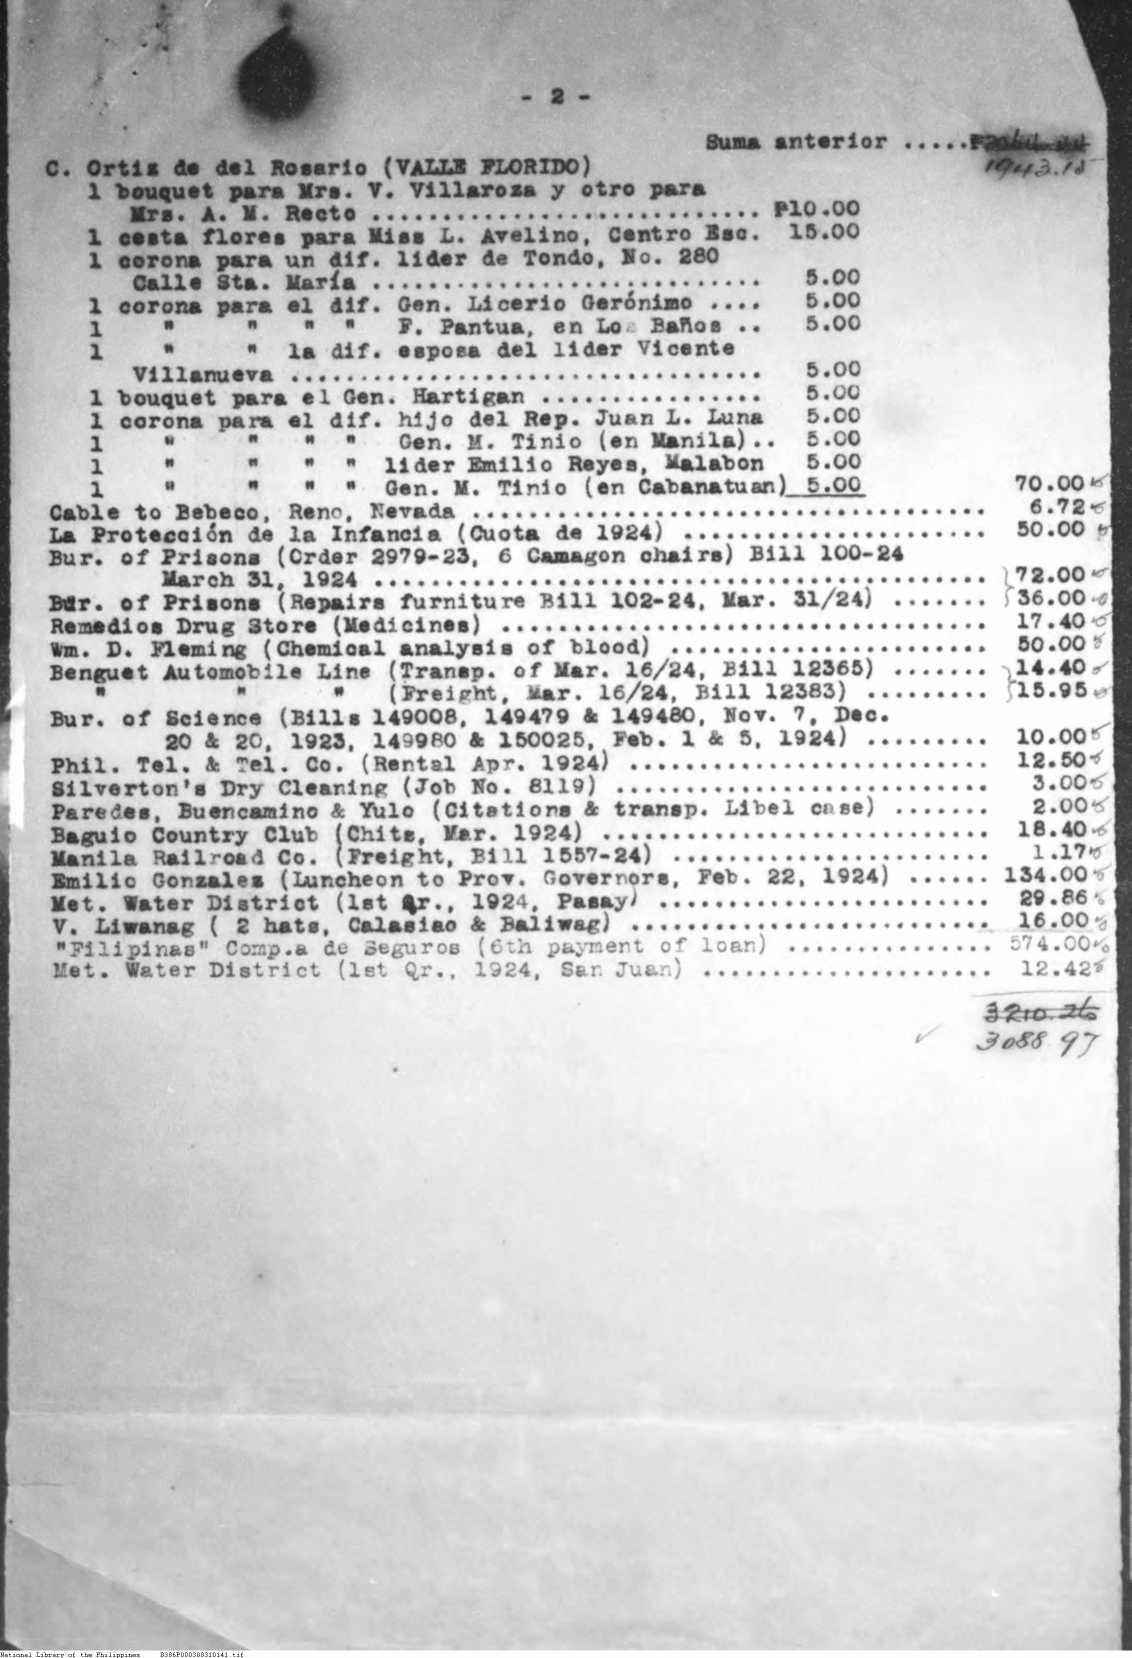 - 2 -
Suma anterior .....₱
1943.15
C. Ortiz de del Rosario (VALLE FLORIDO)
1 bouquet para Mrs. V. Villaroza y otro para
Mrs. A. M. Recto ............................ ₱10.00
1 cesta flores para Miss L. Avelino, Centro Esc. 15.00
1 corona para un dif. lider de Tondo, No. 280
Calle Sta. María ............................ 5.00
1 corona para el dif. Gen. Licerio Gerónimo .... 5.00
1 " " " " F. Pantua, en Los Baños .. 5.00
1 " " la dif. esposa del lider Vicente
Villanueva .................................. 5.00
1 bouquet para el Gen. Hartigan ................ 5.00
1 corona para el dif. hijo del Rep. Juan L. Luna 5.00
1 " " " " Gen. M. Tinio (en Manila).. 5.00
1 " " " " lider Emilio Reyes, Malabon 5.00
1 " " " " Gen. M. Tinio (en Cabanatuan) 5.00 70.00
Cable to Bebeco, Reno, Nevada ..................................... 6.72
La Protección de la Infancia (Cuota de 1924) ...................... 50.00
Bur. of Prisons (Order 2979-23, 6 Camagon chairs) Bill 100-24
March 31, 1924 ............................................ 72.00
Bur. of Prisons (Repairs furniture Bill 102-24, Mar. 31/24) ....... 36.00
Remedios Drug Store (Medicines) ................................... 17.40
Wm. D. Fleming (Chemical analysis of blood) ....................... 50.00
Benguet Automobile Line (Transp. of Mar. 16/24, Bill 12365) ....... 14.40
" " " (Freight, Mar. 16/24, Bill 12383) ......... 15.95
Bur. of Science (Bills 149008, 149479 & 149480, Nov. 7, Dec.
20 & 20, 1923, 149980 & 150025, Feb. 1 & 5, 1924) ......... 10.00
Phil. Tel. & Tel. Co. (Rental Apr. 1924) .......................... 12.50
Silverton's Dry Cleaning (Job No. 8119) ........................... 3.00
Paredes, Buencamino & Yulo (Citations & transp. Libel case) ....... 2.00
Baguio Country Club (Chits, Mar. 1924) ............................ 18.40
Manila Railroad Co. (Freight, Bill 1557-24) ....................... 1.17
Emilio Gonzalez (Luncheon to Prov. Governors, Feb. 22, 1924) ...... 134.00
Met. Water District (1st Qr., 1924, Pasay) ........................ 29.86
V. Liwanag ( 2 hats, Calasiao & Baliwag) .......................... 16.00
"Filipinas" Comp.a de Seguros (6th payment of loan) ............... 574.00
Met. Water District (1st Qr., 1924, San Juan) ..................... 12.42
3210.26
3088.97
National Library of the Philippines B386P000388310141.tif